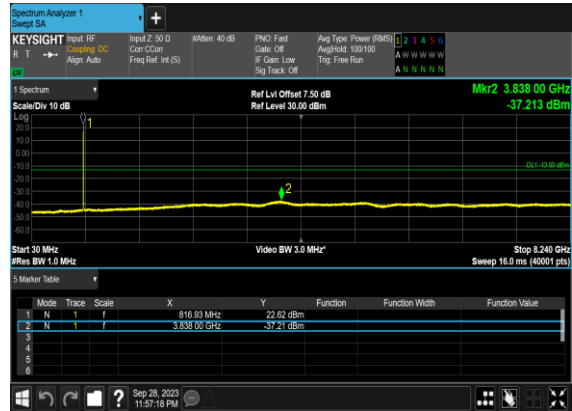 Spectrum Analyzer 1
Swept SA
+
KEYSIGHT Input: RF Input Z: 50 Ω #Atten: 40 dB PNO: Fast Avg Type: Power (RMS) 1 2 3 4 5 6
R T Coupling: DC Corr CCorr Gate: Off Avg|Hold: 100/100 A W W W W W
Align: Auto Freq Ref: Int (S) IF Gain: Low Trig: Free Run A N N N N N
Sig Track: Off
1 Spectrum Ref Lvl Offset 7.50 dB Mkr2 3.838 00 GHz
Scale/Div 10 dB Ref Level 30.00 dBm -37.213 dBm
Log
20.0
10.0
0.00
-10.0
-20.0
-30.0
-40.0
-50.0
-60.0
1
DL1 -13.00 dBm
2
Start 30 MHz Video BW 3.0 MHz* Stop 8.240 GHz
#Res BW 1.0 MHz Sweep 16.0 ms (40001 pts)
5 Marker Table
Mode Trace Scale X Y Function Function Width Function Value
1 N 1 f 816.93 MHz 22.62 dBm
2 N 1 f 3.838 00 GHz -37.21 dBm
3
4
5
6
? Sep 28, 2023
11:57:18 PM